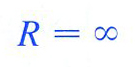 R = ∞